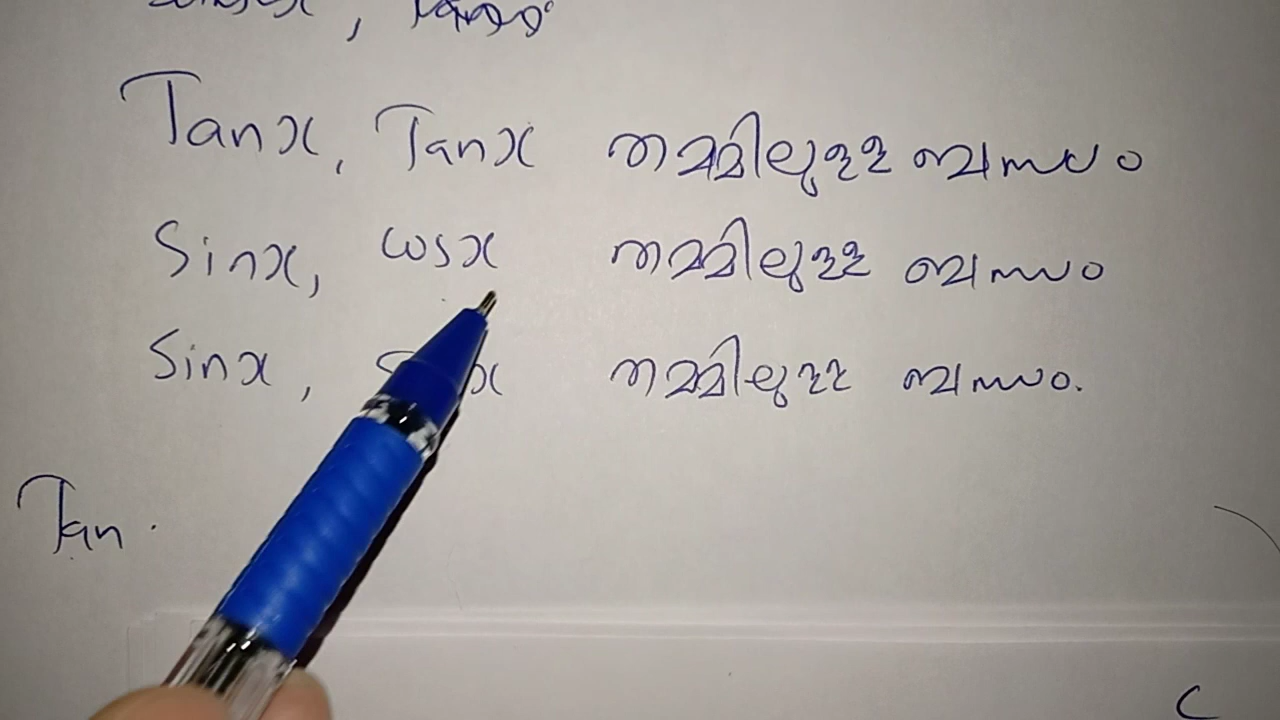 Tanx, Tanx തമ്മിലുള്ള ബന്ധം
Sinx, cosx തമ്മിലുള്ള ബന്ധം
Sinx, x തമ്മിലുള്ള ബന്ധം.
Tan
C